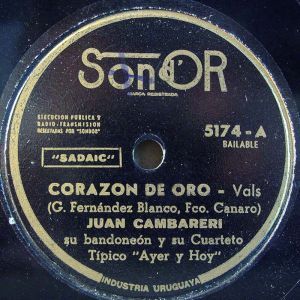 SonDOR
MARCA REGISTRADA
EJECUCION PUBLICA Y
RADIO-TRANSMISION
RESERVADAS POR "SONDOR"
5174-A
BAILABLE
"SADAIC"
CORAZON DE ORO - Vals
(G. Fernández Blanco, Fco. Canaro)
JUAN CAMBARERI
su bandoneón y su Cuarteto
Típico "Ayer y Hoy"
INDUSTRIA URUGUAYA